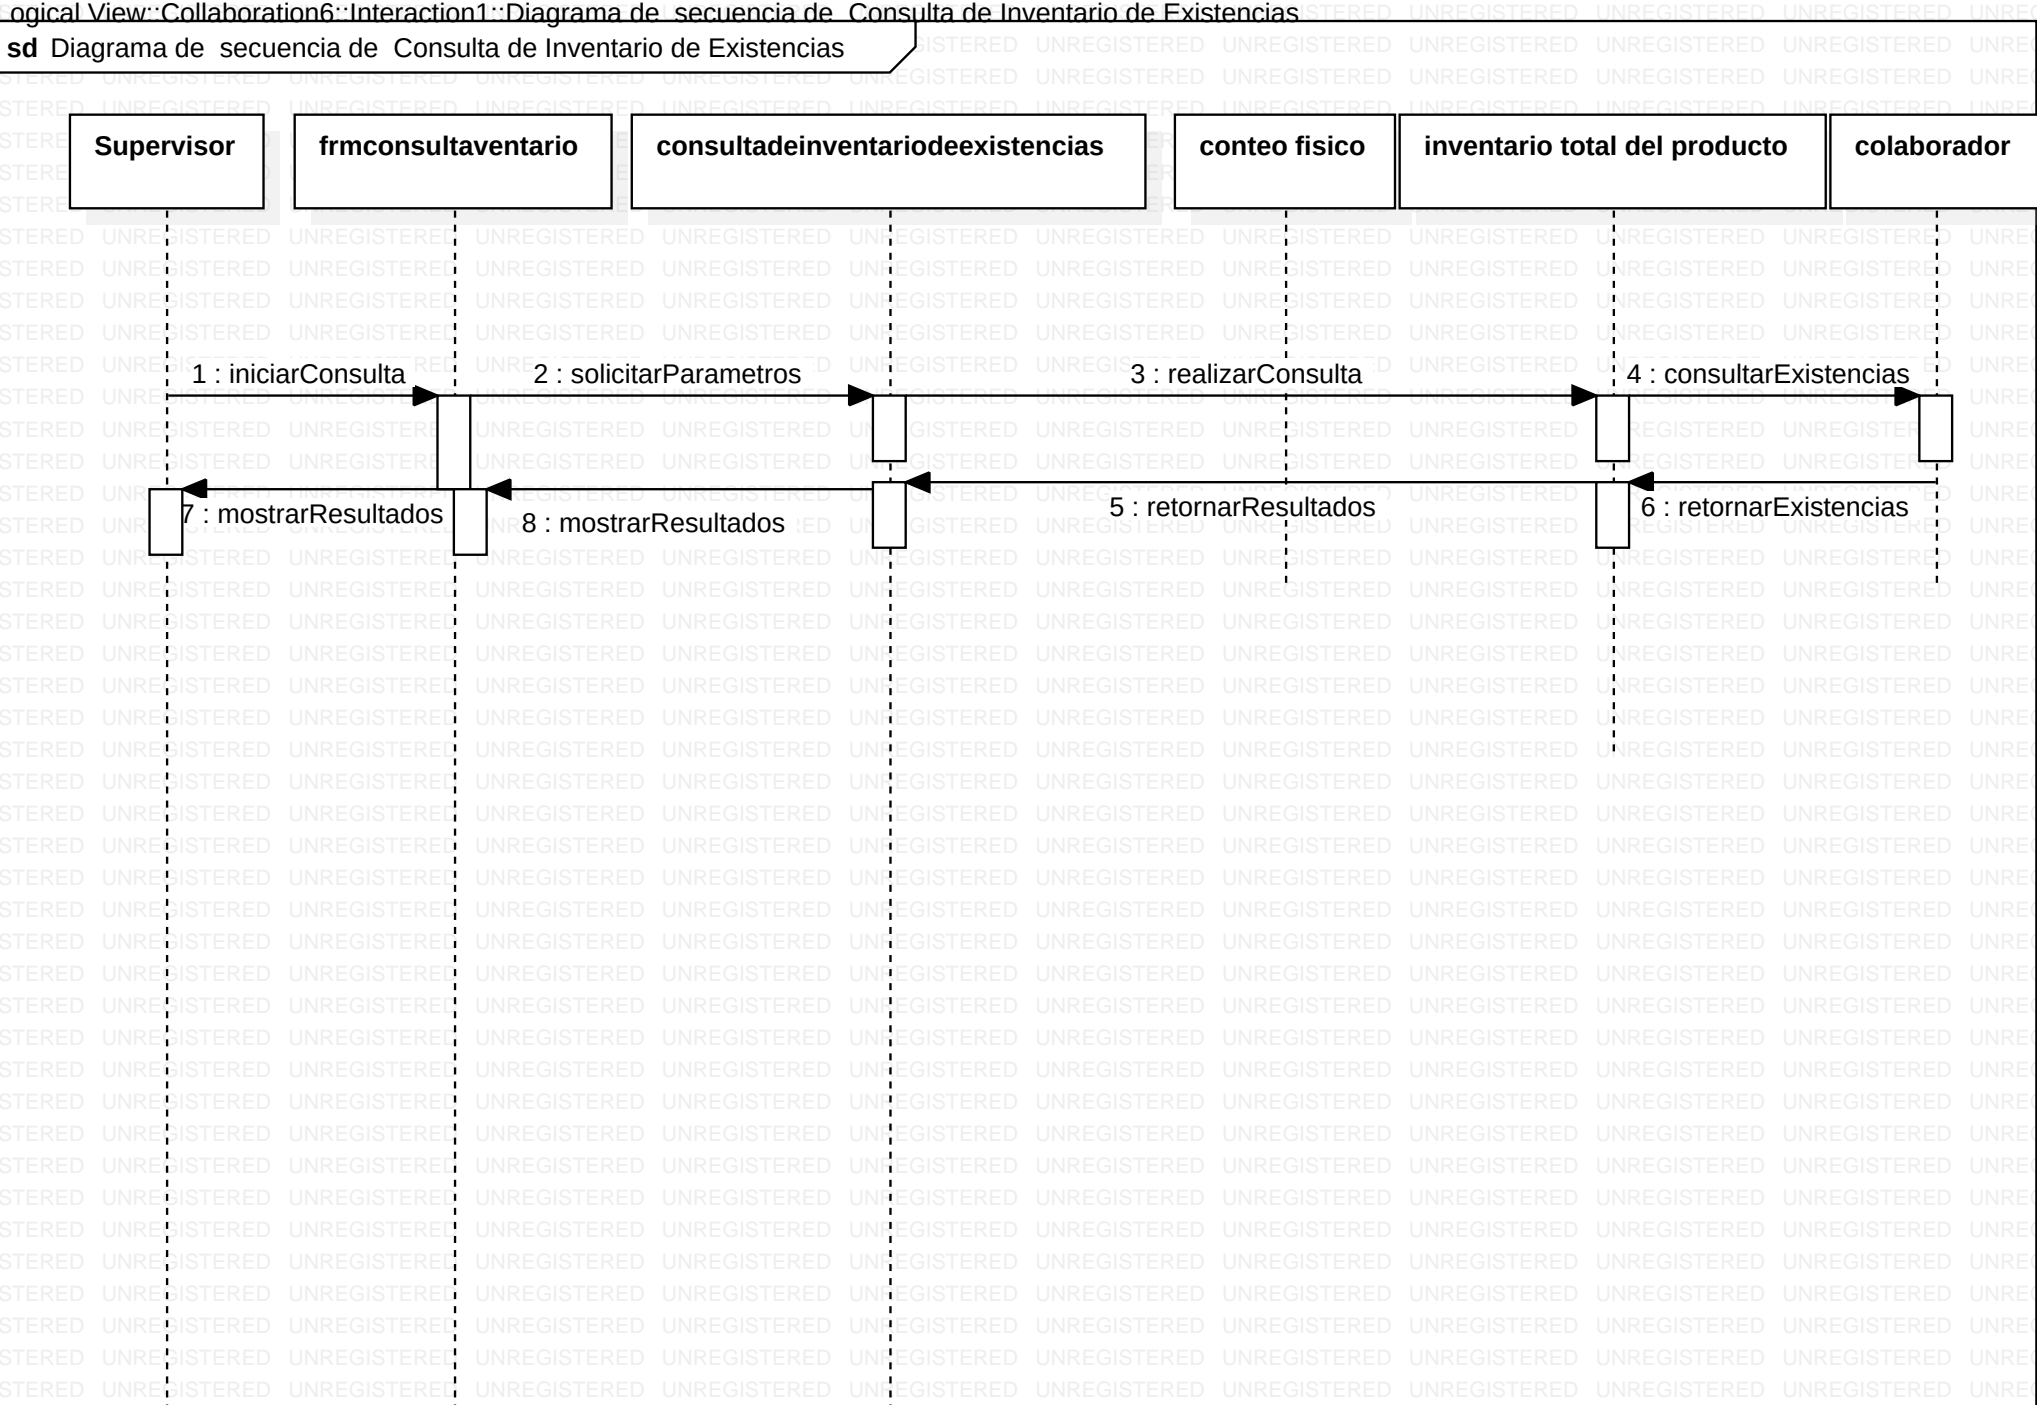 ogical View::Collaboration6::Interaction1::Diagrama de secuencia de Consulta de Inventario de Existencias
sd Diagrama de secuencia de Consulta de Inventario de Existencias
Supervisor
frmconsultaventario
consultadeinventariodeexistencias
conteo fisico
inventario total del producto
colaborador
1 : iniciarConsulta
2 : solicitarParametros
3 : realizarConsulta
4 : consultarExistencias
7 : mostrarResultados
8 : mostrarResultados
5 : retornarResultados
6 : retornarExistencias
UNREGISTERED